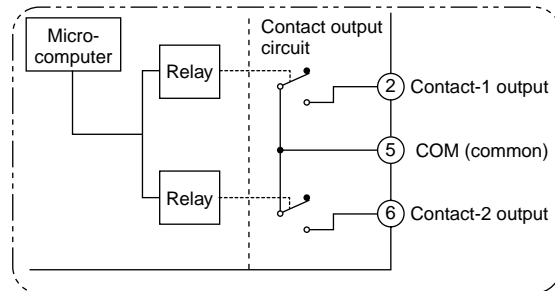 Micro-
computer
Relay
Contact output
circuit
2 Contact-1 output
5 COM (common)
Relay
6 Contact-2 output